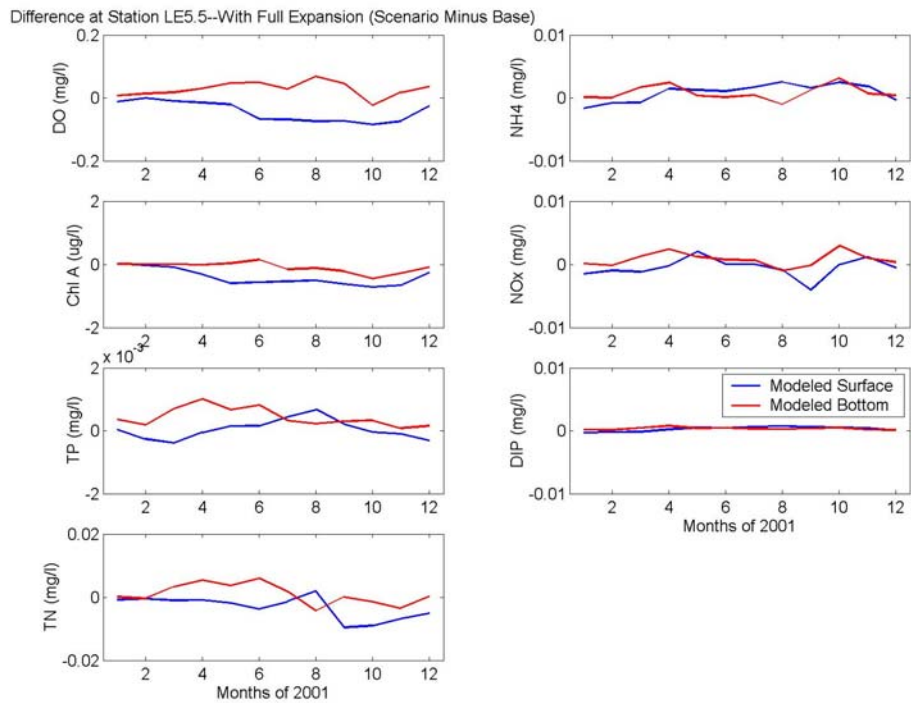 Difference at Station LE5.5--With Full Expansion (Scenario Minus Base)
0.2
0
-0.2
DO (mg/l)
2 4 6 8 10 12
0.01
0
-0.01
NH4 (mg/l)
2 4 6 8 10 12
2
0
-2
Chl A (ug/l)
2 4 6 8 10 12
0.01
0
-0.01
NOx (mg/l)
2 4 6 8 10 12
x 10⁻³
2
0
-2
TP (mg/l)
2 4 6 8 10 12
0.01
0
-0.01
DIP (mg/l)
Modeled Surface
Modeled Bottom
2 4 6 8 10 12
Months of 2001
0.02
0
-0.02
TN (mg/l)
2 4 6 8 10 12
Months of 2001